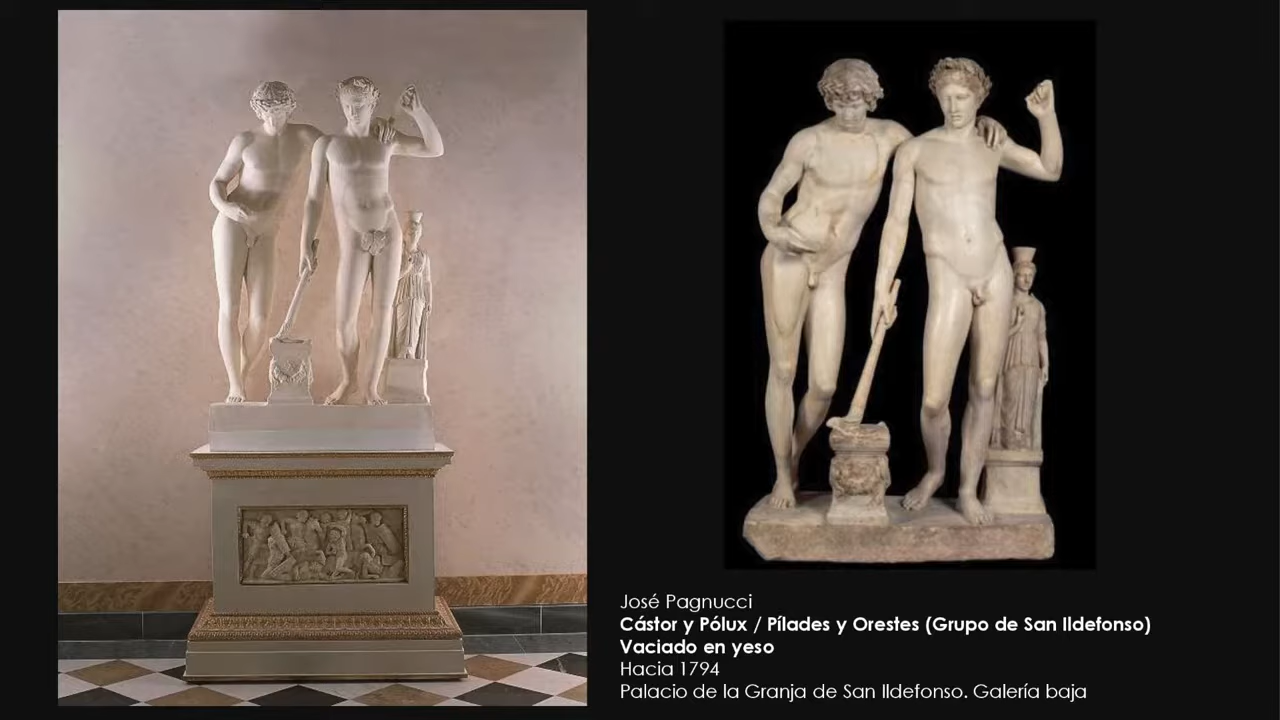 José Pagnucci
Cástor y Pólux / Pílades y Orestes (Grupo de San Ildefonso)
Vaciado en yeso
Hacia 1794
Palacio de la Granja de San Ildefonso. Galería baja